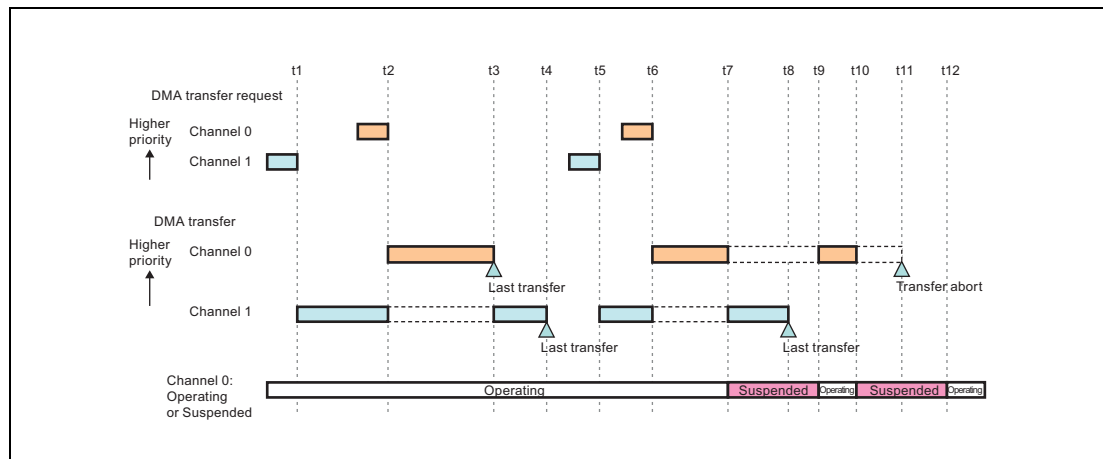 t1 t2 t3 t4 t5 t6 t7 t8 t9 t10 t11 t12
DMA transfer request
Higher
priority
Channel 0
Channel 1
DMA transfer
Higher
priority
Channel 0
Last transfer
Transfer abort
Channel 1
Last transfer
Last transfer
Channel 0:
Operating
or Suspended
Operating Suspended Operating Suspended Operating